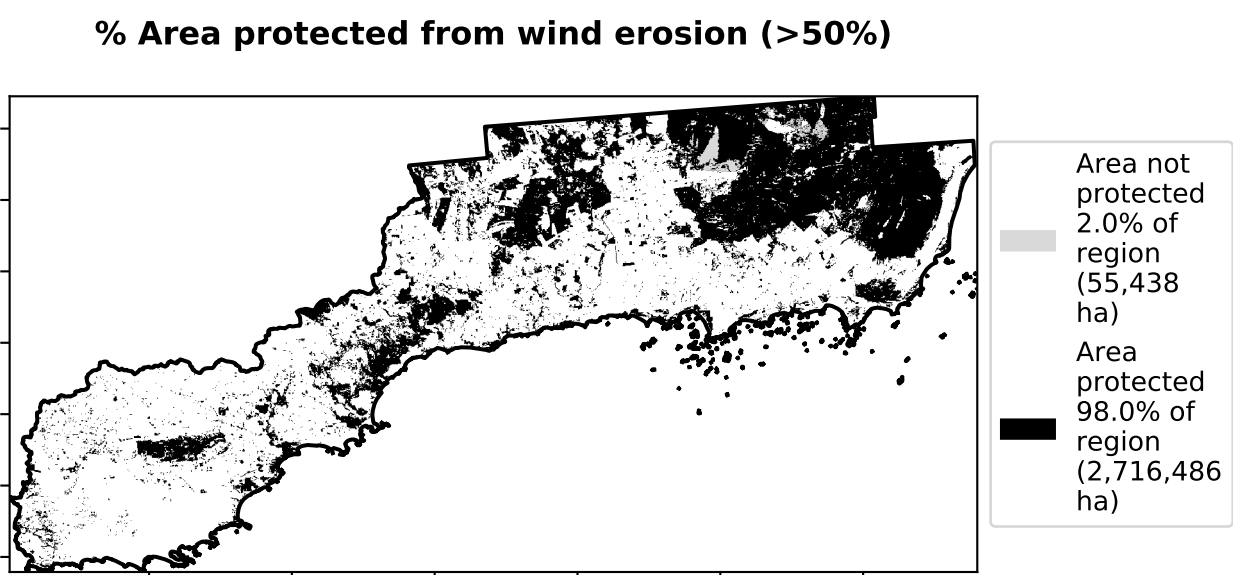 % Area protected from wind erosion (>50%)
Area not
protected
2.0% of
region
(55,438
ha)
Area
protected
98.0% of
region
(2,716,486
ha)